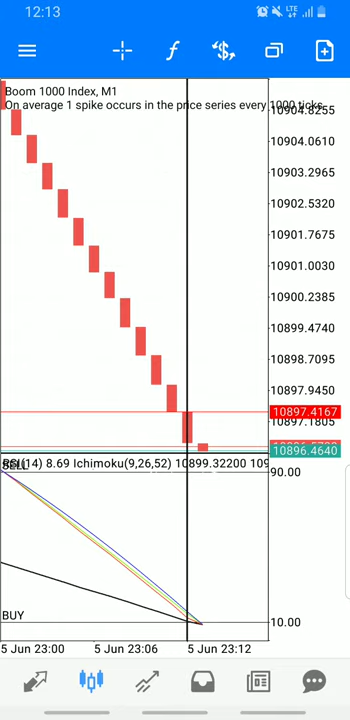 12:13 LTE
Boom 1000 Index, M1
On average 1 spike occurs in the price series every 1000 ticks
10904.8255
10904.0610
10903.2965
10902.5320
10901.7675
10901.0030
10900.2385
10899.4740
10898.7095
10897.9450
10897.4167
10897.1805
10896.4640
RSI(14) 8.69 Ichimoku(9,26,52) 10899.32200 109
SELL
90.00
BUY
10.00
5 Jun 23:00 5 Jun 23:06 5 Jun 23:12